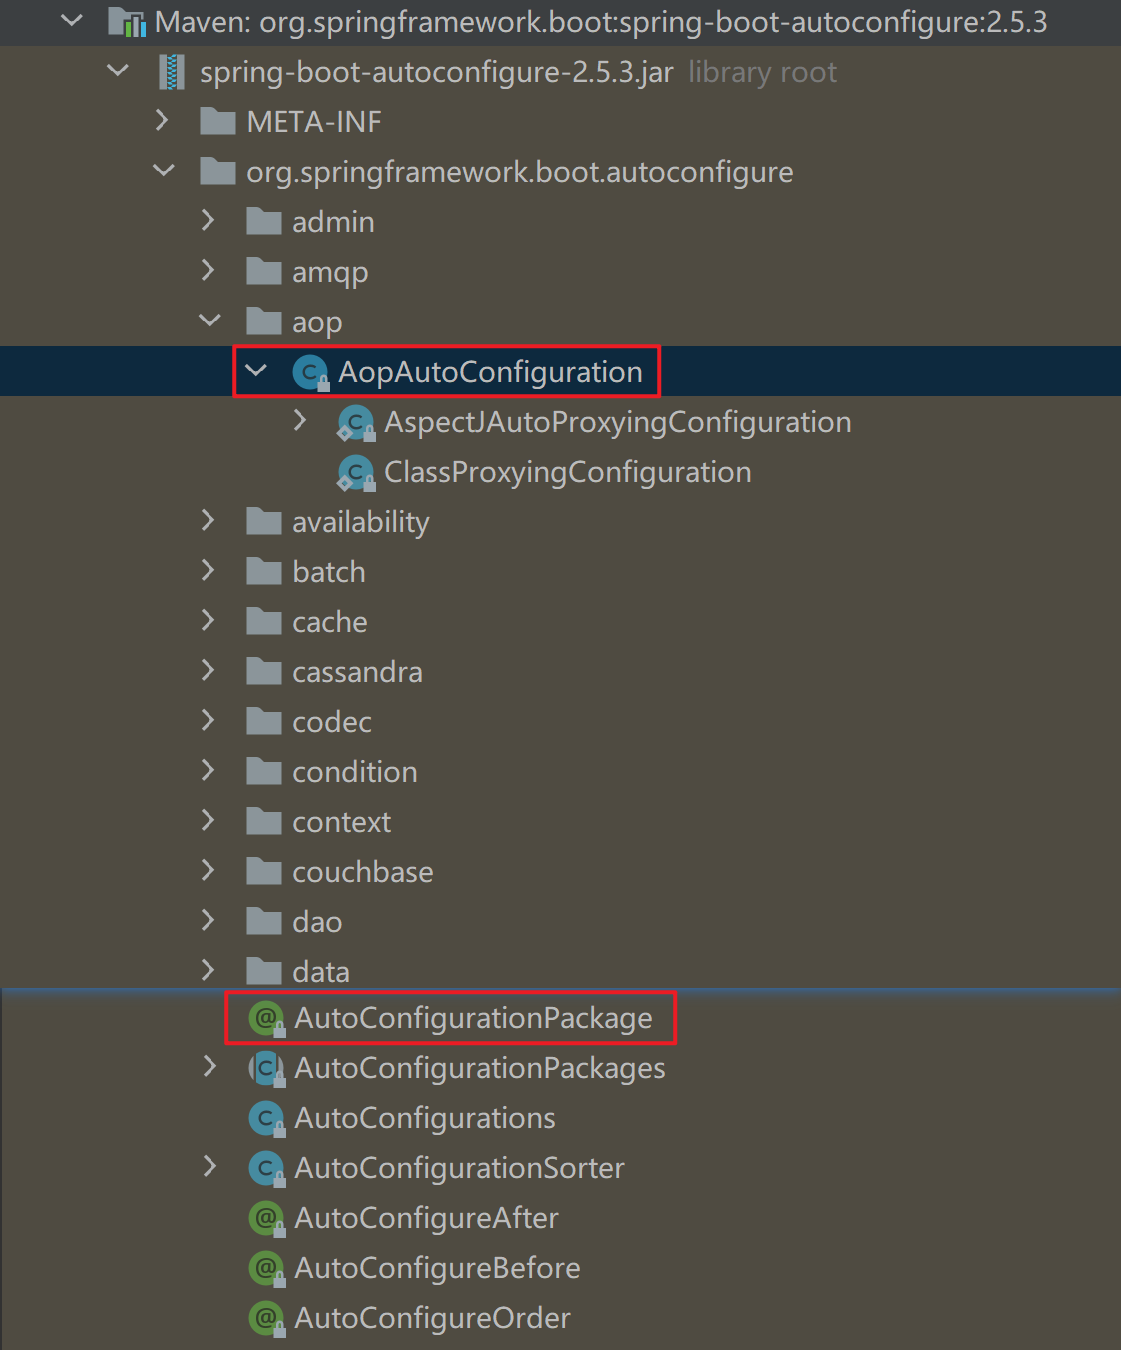 Maven: org.springframework.boot:spring-boot-autoconfigure:2.5.3
spring-boot-autoconfigure-2.5.3.jar library root
META-INF
org.springframework.boot.autoconfigure
admin
amqp
aop
C AopAutoConfiguration
C AspectJAutoProxyingConfiguration
C ClassProxyingConfiguration
availability
batch
cache
cassandra
codec
condition
context
couchbase
dao
data
@ AutoConfigurationPackage
C AutoConfigurationPackages
C AutoConfigurations
C AutoConfigurationSorter
@ AutoConfigureAfter
@ AutoConfigureBefore
@ AutoConfigureOrder